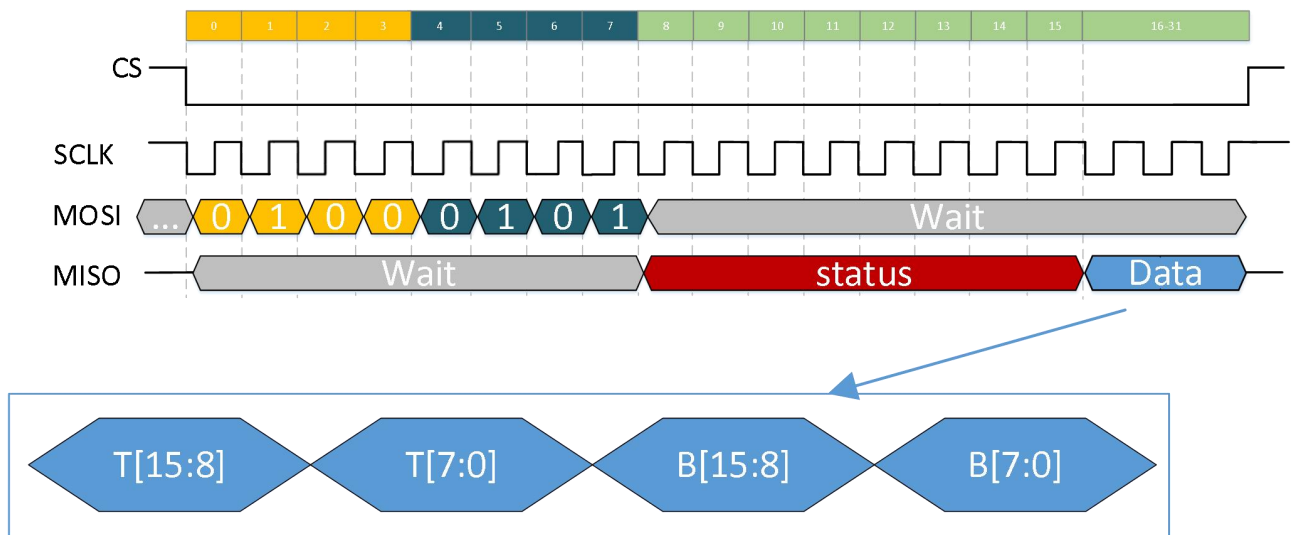 0 1 2 3 4 5 6 7 8 9 10 11 12 13 14 15 16-31
CS
SCLK
MOSI ... 0 1 0 0 0 1 0 1 Wait
MISO Wait status Data
T[15:8] T[7:0] B[15:8] B[7:0]